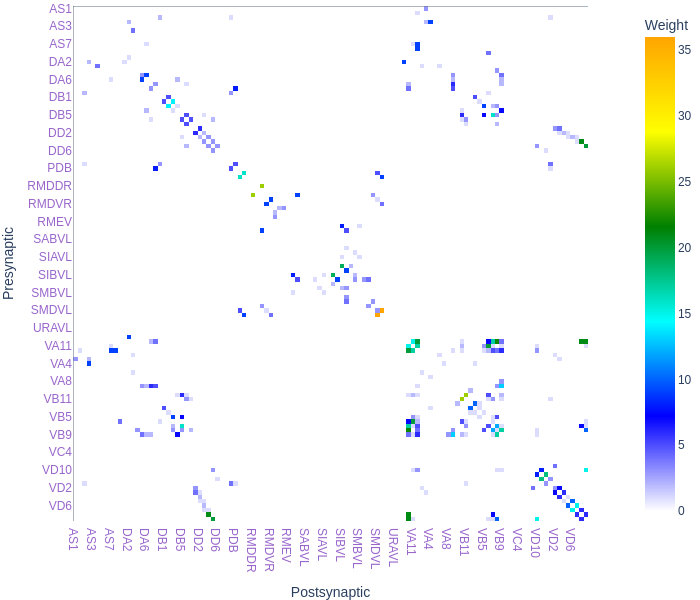 Weight
AS1
AS3
AS7
DA2
DA6
DB1
DB5
DD2
DD6
PDB
RMDDR
RMDVR
RMEV
SABVL
SIAVL
SIBVL
SMBVL
SMDVL
URAVL
VA11
VA4
VA8
VB11
VB5
VB9
VC4
VD10
VD2
VD6
Presynaptic
35
30
25
20
15
10
5
0
AS1
AS3
AS7
DA2
DA6
DB1
DB5
DD2
DD6
PDB
RMDDR
RMDVR
RMEV
SABVL
SIAVL
SIBVL
SMBVL
SMDVL
URAVL
VA11
VA4
VA8
VB11
VB5
VB9
VC4
VD10
VD2
VD6
Postsynaptic